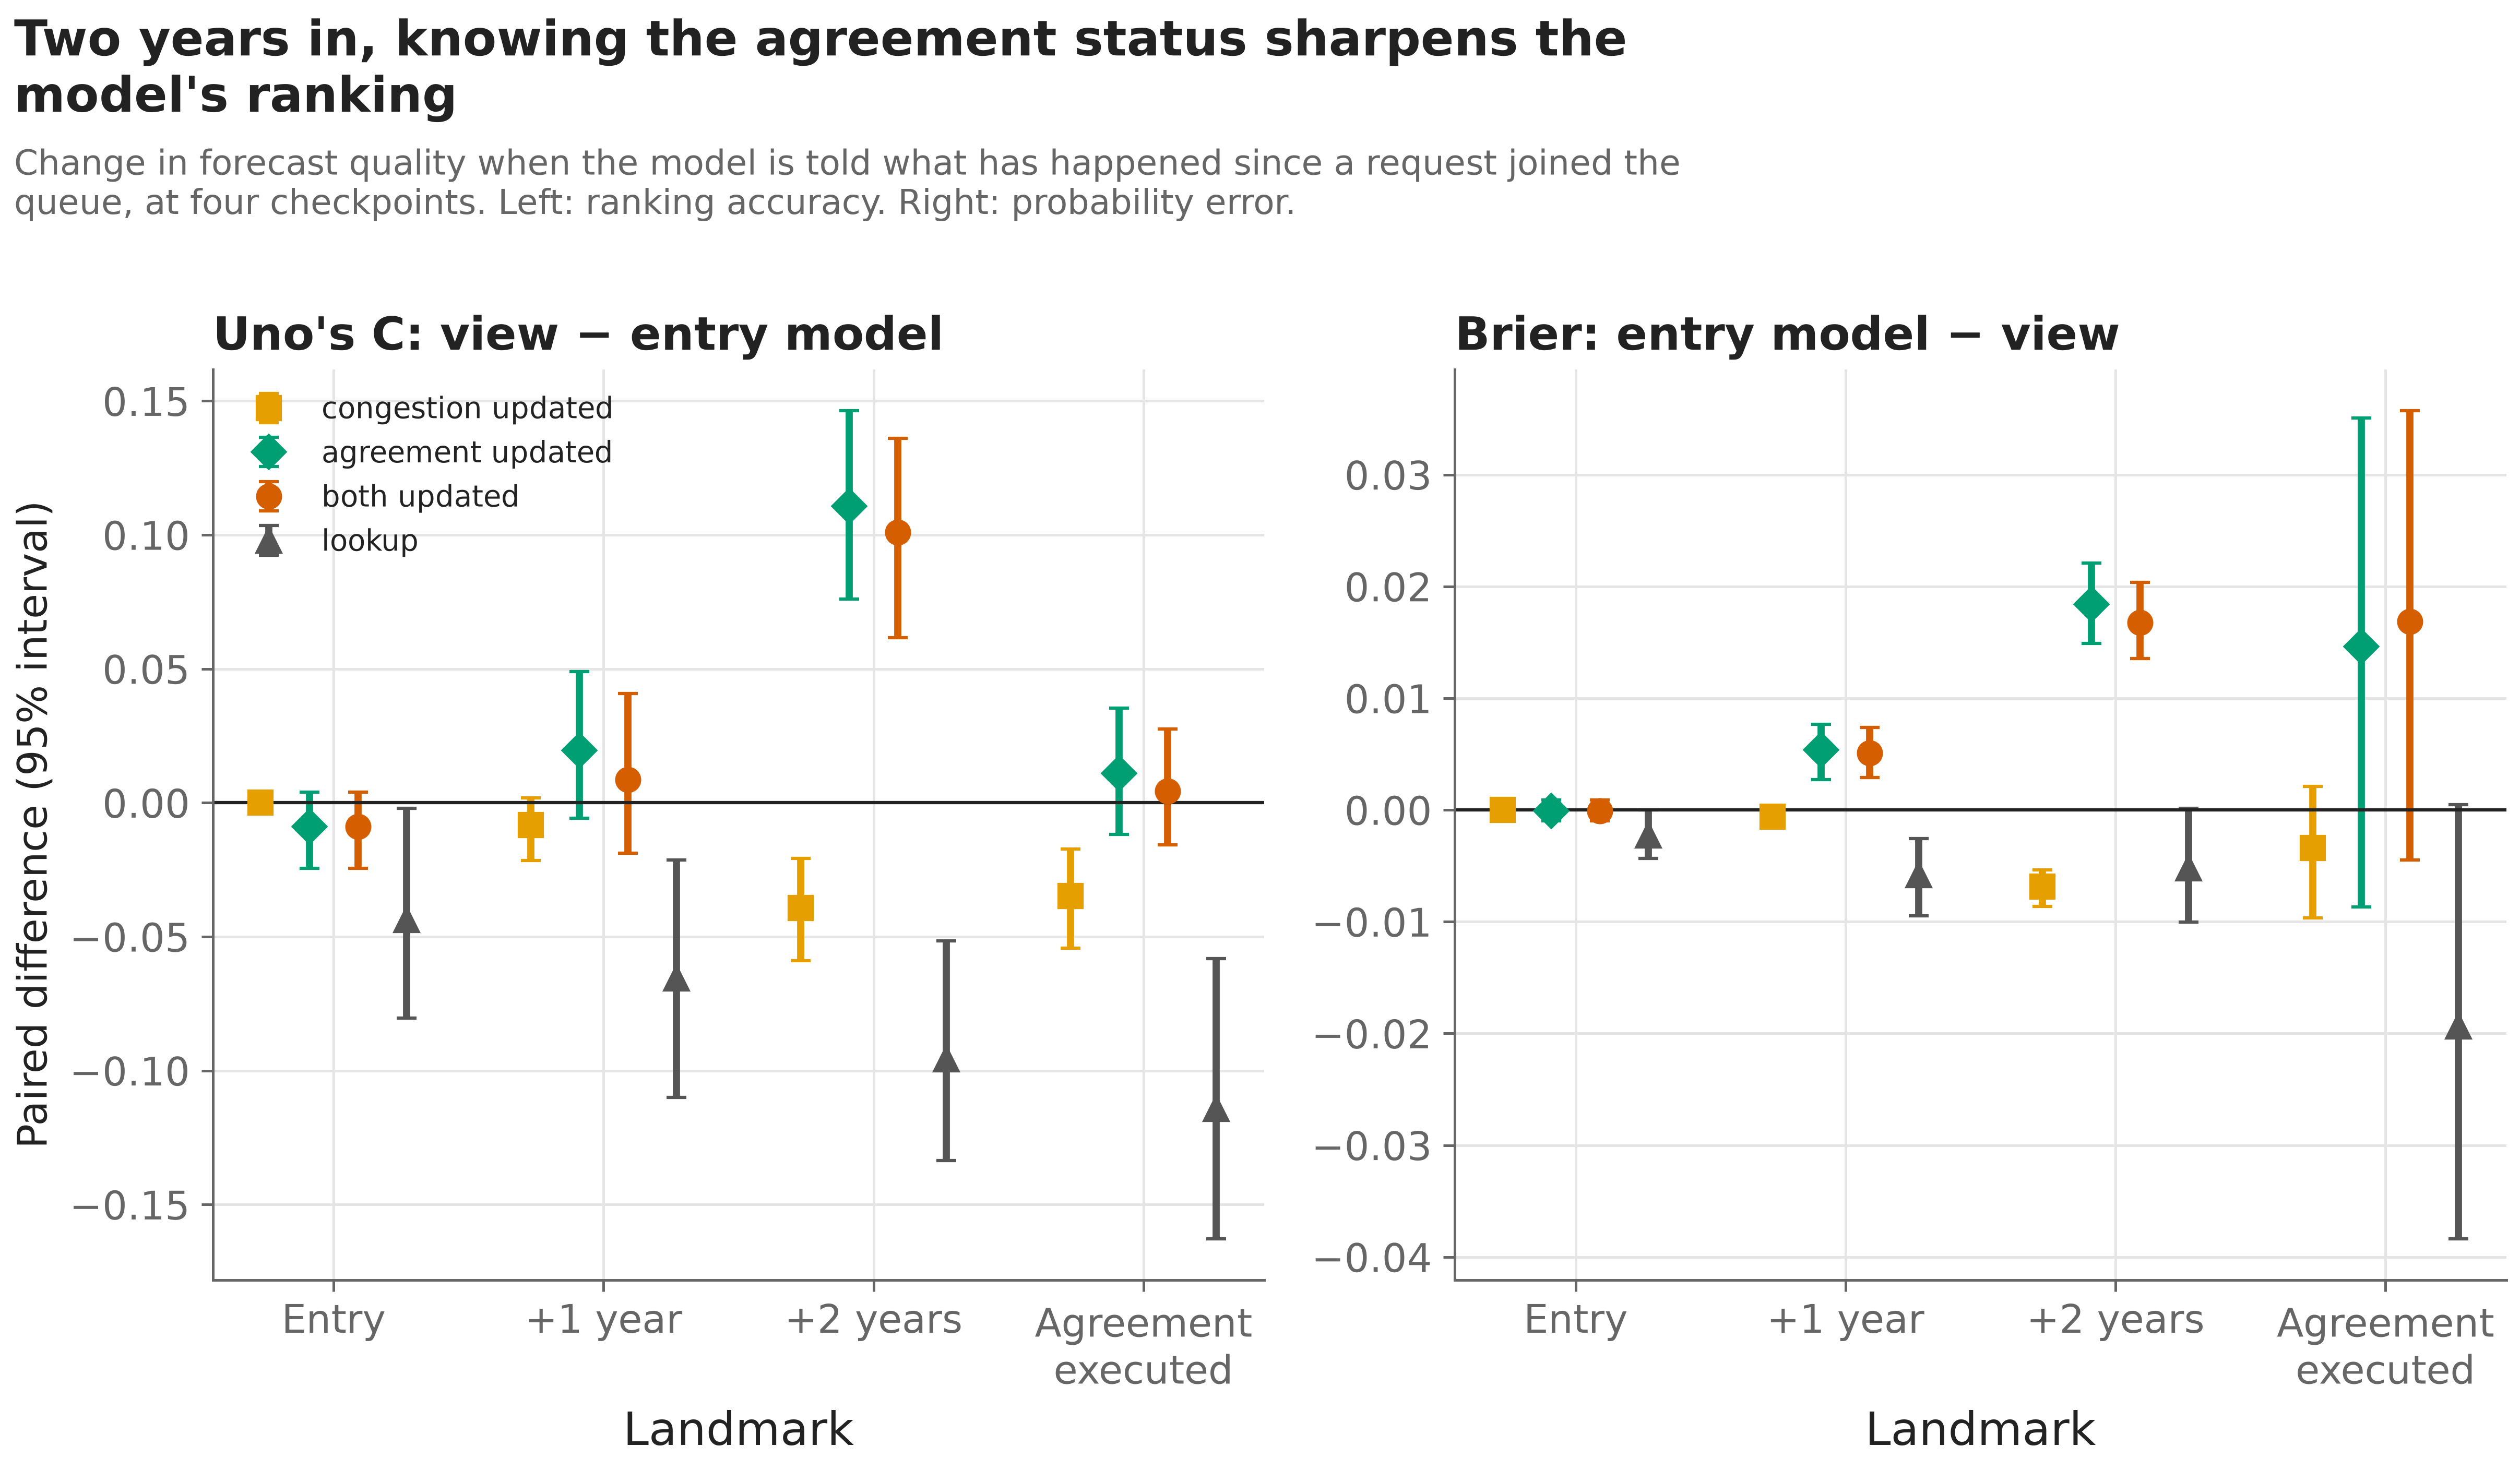 Two years in, knowing the agreement status sharpens the
model's ranking
Change in forecast quality when the model is told what has happened since a request joined the
queue, at four checkpoints. Left: ranking accuracy. Right: probability error.
Uno's C: view − entry model
congestion updated
agreement updated
both updated
lookup
Paired difference (95% interval)
0.15
0.10
0.05
0.00
−0.05
−0.10
−0.15
Entry
+1 year
+2 years
Agreement
executed
Landmark
Brier: entry model − view
0.03
0.02
0.01
0.00
−0.01
−0.02
−0.03
−0.04
Entry
+1 year
+2 years
Agreement
executed
Landmark